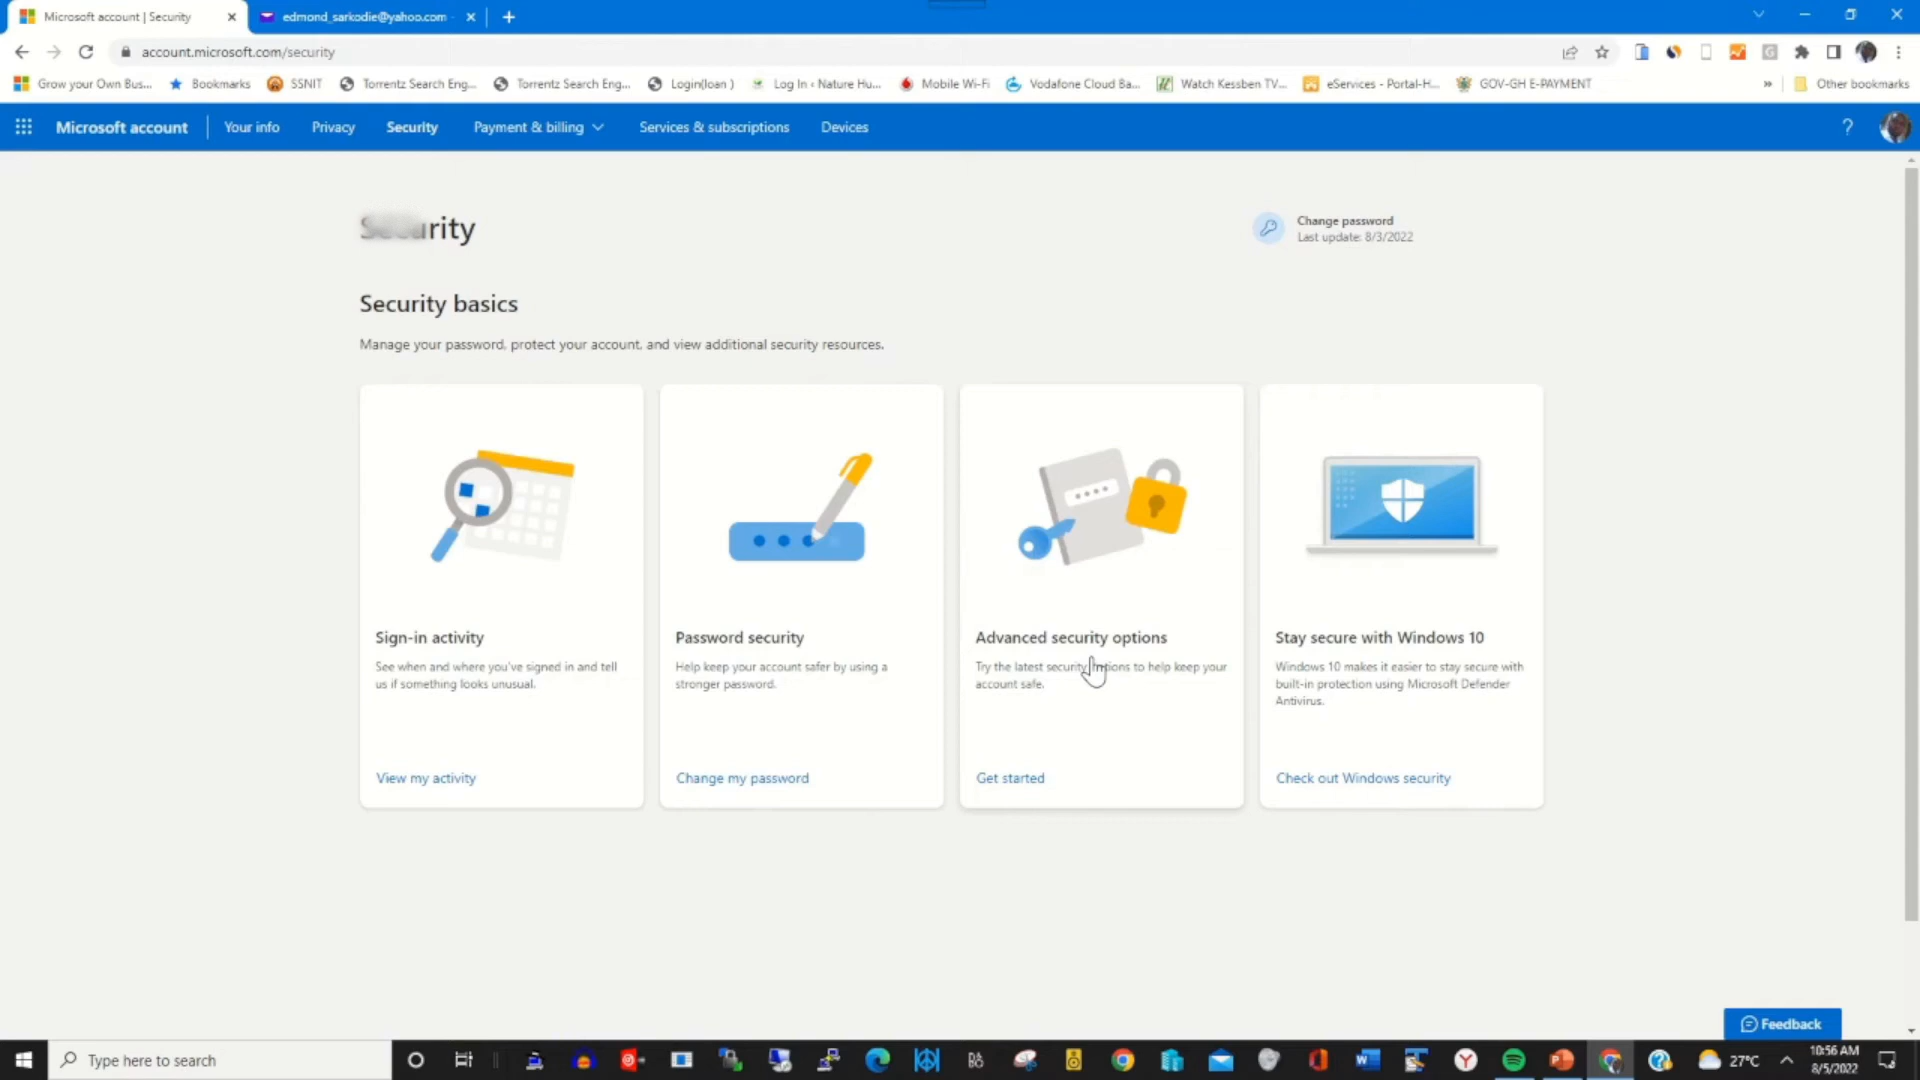 Microsoft account | Security
edmond_sarkodie@yahoo.com
account.microsoft.com/security
Grow your Own Bus...
Bookmarks
SSNIT
Torrentz Search Eng...
Torrentz Search Eng...
Login(loan )
Log In ‹ Nature Hu...
Mobile Wi-Fi
Vodafone Cloud Ba...
Watch Kessben TV...
eServices - Portal-H...
GOV-GH E-PAYMENT
»
Other bookmarks
Microsoft account
Your info
Privacy
Security
Payment & billing
Services & subscriptions
Devices
?
Security
Change password
Last update: 8/3/2022
Security basics
Manage your password, protect your account, and view additional security resources.
Sign-in activity
See when and where you've signed in and tell
us if something looks unusual.
View my activity
Password security
Help keep your account safer by using a
stronger password.
Change my password
Advanced security options
Try the latest security options to help keep your
account safe.
Get started
Stay secure with Windows 10
Windows 10 makes it easier to stay secure with
built-in protection using Microsoft Defender
Antivirus.
Check out Windows security
Feedback
Type here to search
27°C
10:56 AM
8/5/2022